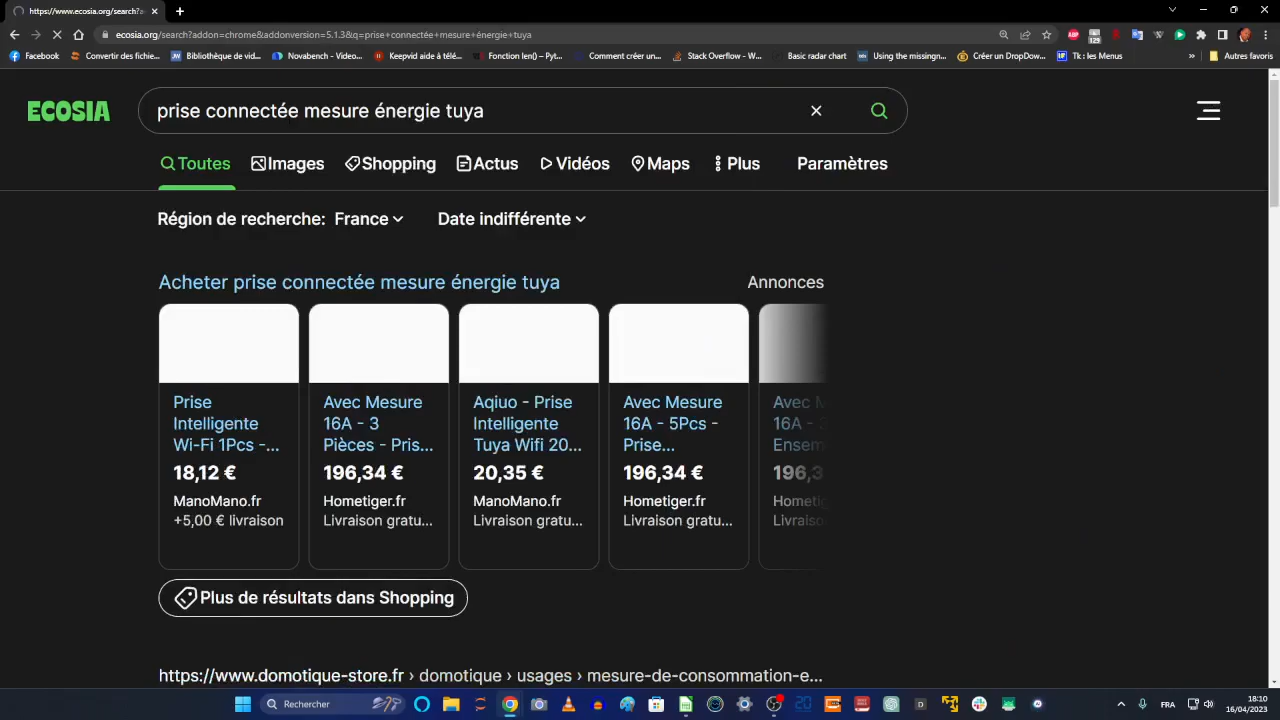 https://www.ecosia.org/search?a
ecosia.org/search?addon=chrome&addonversion=5.1.3&q=prise+connectée+mesure+énergie+tuya
Facebook
Convertir des fichie...
Bibliothèque de vid...
Novabench - Video...
Keepvid aide à télé...
Fonction len() – Pyt...
Comment créer un...
Stack Overflow - W...
Basic radar chart
Using the missingn...
Créer un DropDow...
Tk : les Menus
»
Autres favoris
ECOSIA
prise connectée mesure énergie tuya
Toutes
Images
Shopping
Actus
Vidéos
Maps
Plus
Paramètres
Région de recherche: France
Date indifférente
Acheter prise connectée mesure énergie tuya
Annonces
Prise
Intelligente
Wi-Fi 1Pcs -...
18,12 €
ManoMano.fr
+5,00 € livraison
Avec Mesure
16A - 3
Pièces - Pris...
196,34 €
Hometiger.fr
Livraison gratu...
Aqiuo - Prise
Intelligente
Tuya Wifi 20...
20,35 €
ManoMano.fr
Livraison gratu...
Avec Mesure
16A - 5Pcs -
Prise...
196,34 €
Hometiger.fr
Livraison gratu...
Avec
16A -
Ensem
196,3
Hometig
Livraiso
Plus de résultats dans Shopping
https://www.domotique-store.fr › domotique › usages › mesure-de-consommation-e...
Rechercher
FRA
18:10
16/04/2023